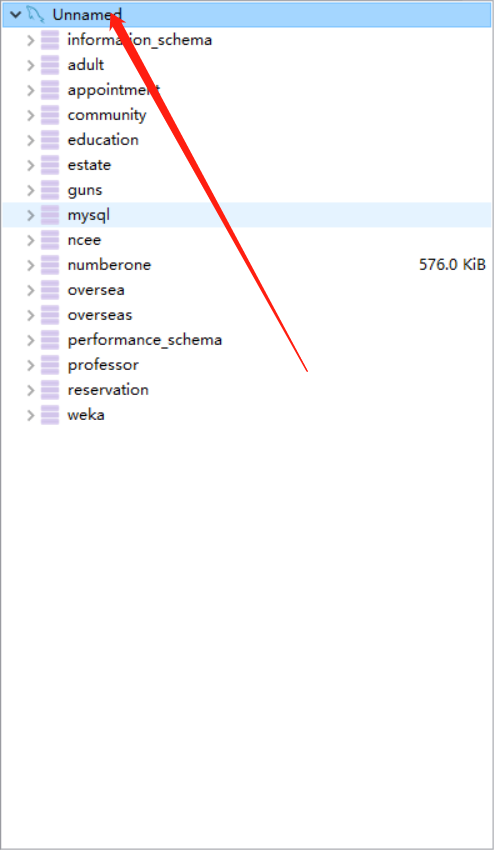 Unnamed
information_schema
adult
appointment
community
education
estate
guns
mysql
ncee
numberone 576.0 KiB
oversea
overseas
performance_schema
professor
reservation
weka